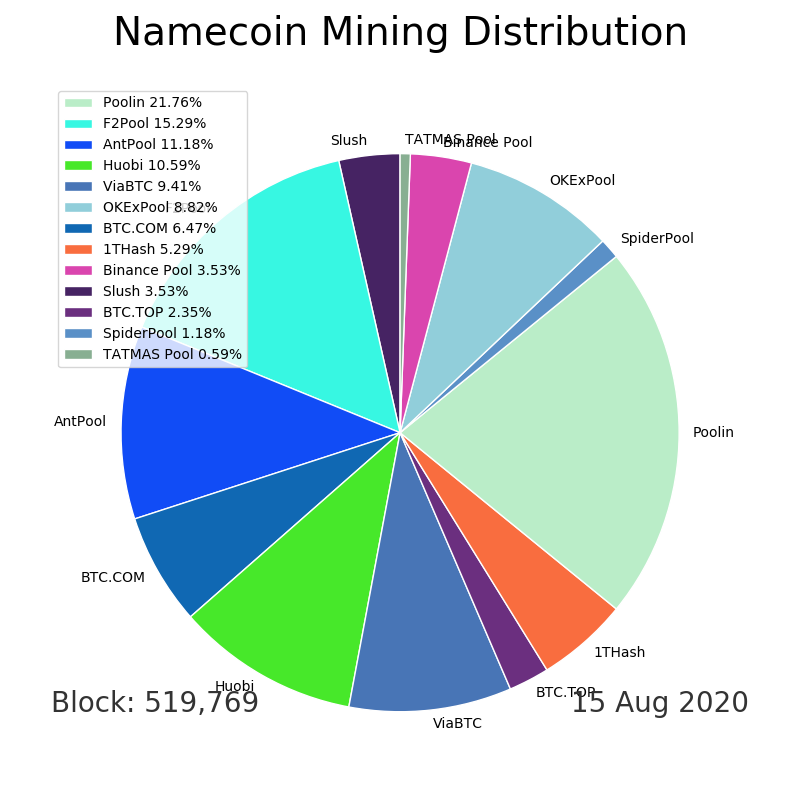 Namecoin Mining Distribution
Poolin 21.76%
F2Pool 15.29%
AntPool 11.18%
Huobi 10.59%
ViaBTC 9.41%
OKExPool 8.82%
BTC.COM 6.47%
1THash 5.29%
Binance Pool 3.53%
Slush 3.53%
BTC.TOP 2.35%
SpiderPool 1.18%
TATMAS Pool 0.59%
Slush
TATMAS Pool
Binance Pool
OKExPool
SpiderPool
Poolin
AntPool
BTC.COM
1THash
Huobi
BTC.TOP
ViaBTC
Block: 519,769
15 Aug 2020